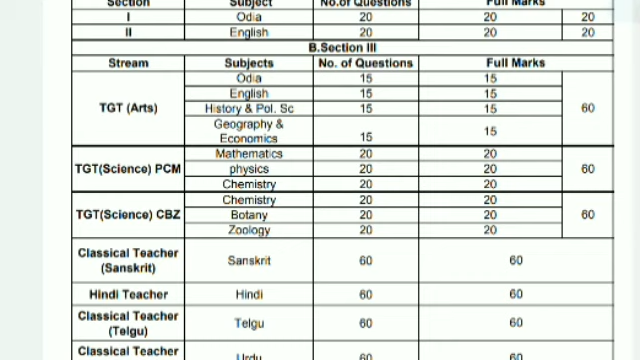 Section Subject No.of Questions Full Marks
I Odia 20 20 20
II English 20 20 20
B.Section III
Stream Subjects No. of Questions Full Marks
TGT (Arts) Odia 15 15 60
English 15 15
History & Pol. Sc 15 15
Geography & Economics 15 15
TGT(Science) PCM Mathematics 20 20 60
physics 20 20
Chemistry 20 20
TGT(Science) CBZ Chemistry 20 20 60
Botany 20 20
Zoology 20 20
Classical Teacher (Sanskrit) Sanskrit 60 60
Hindi Teacher Hindi 60 60
Classical Teacher (Telgu) Telgu 60 60
Classical Teacher Urdu 60 60